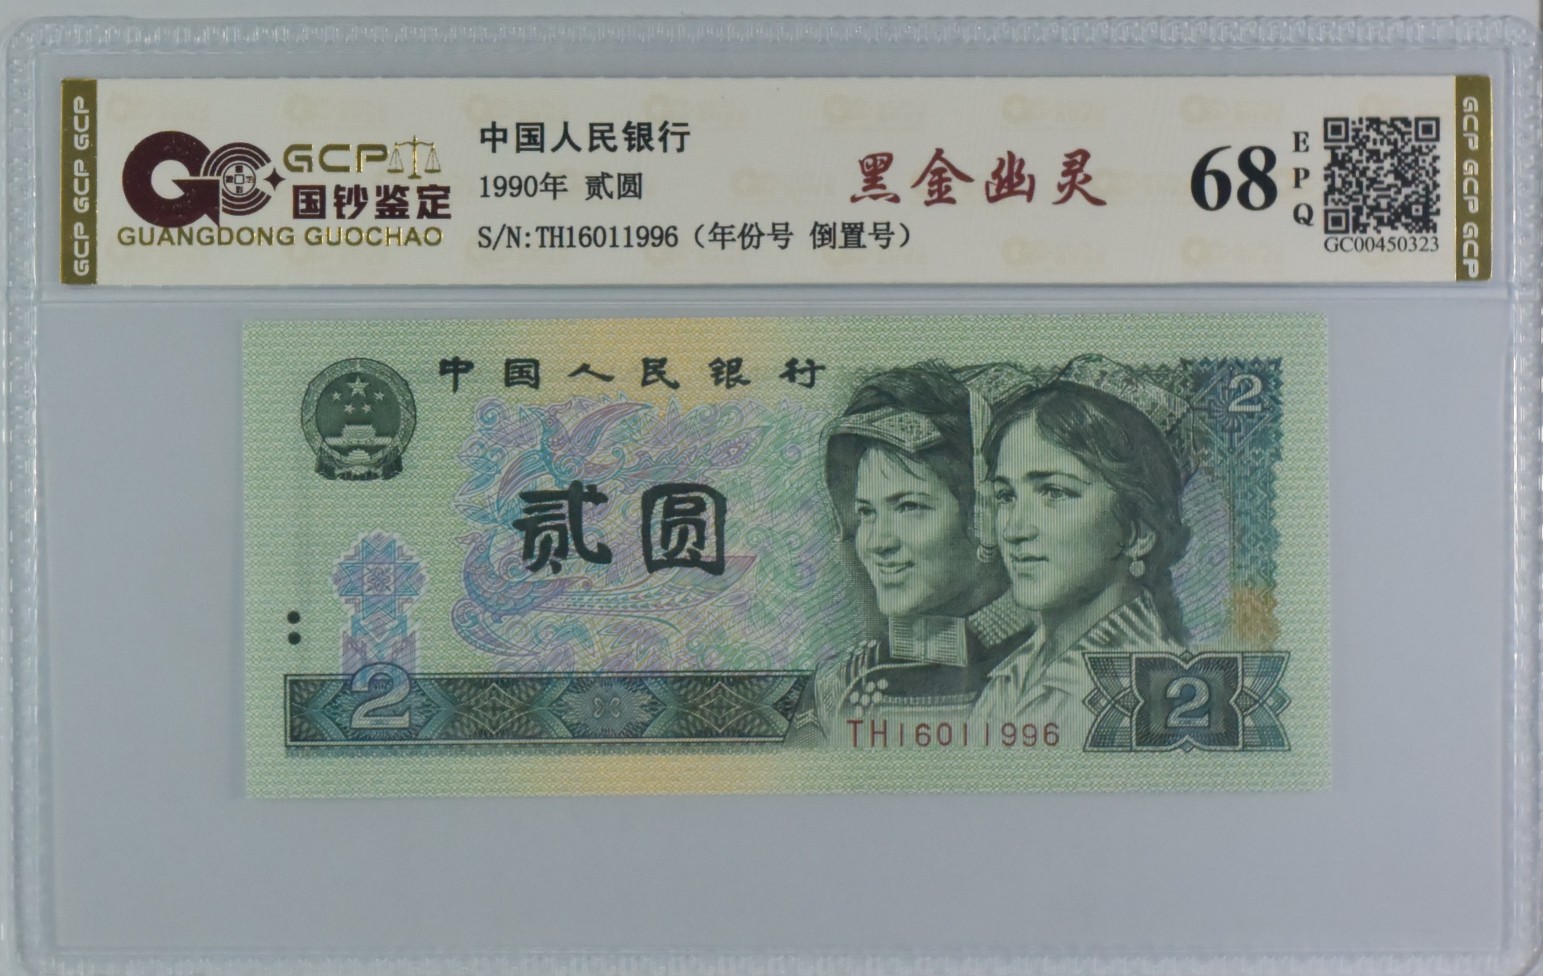 GCP GCP GCP
GCP
国钞鉴定
GUANGDONG GUOCHAO
中国人民银行
1990年 贰圆
S/N:TH16011996（年份号 倒置号）
黑金幽灵
68
EPQ
GC00450323
GCP GCP GCP
中国人民银行
2
贰圆
2
TH16011996
2